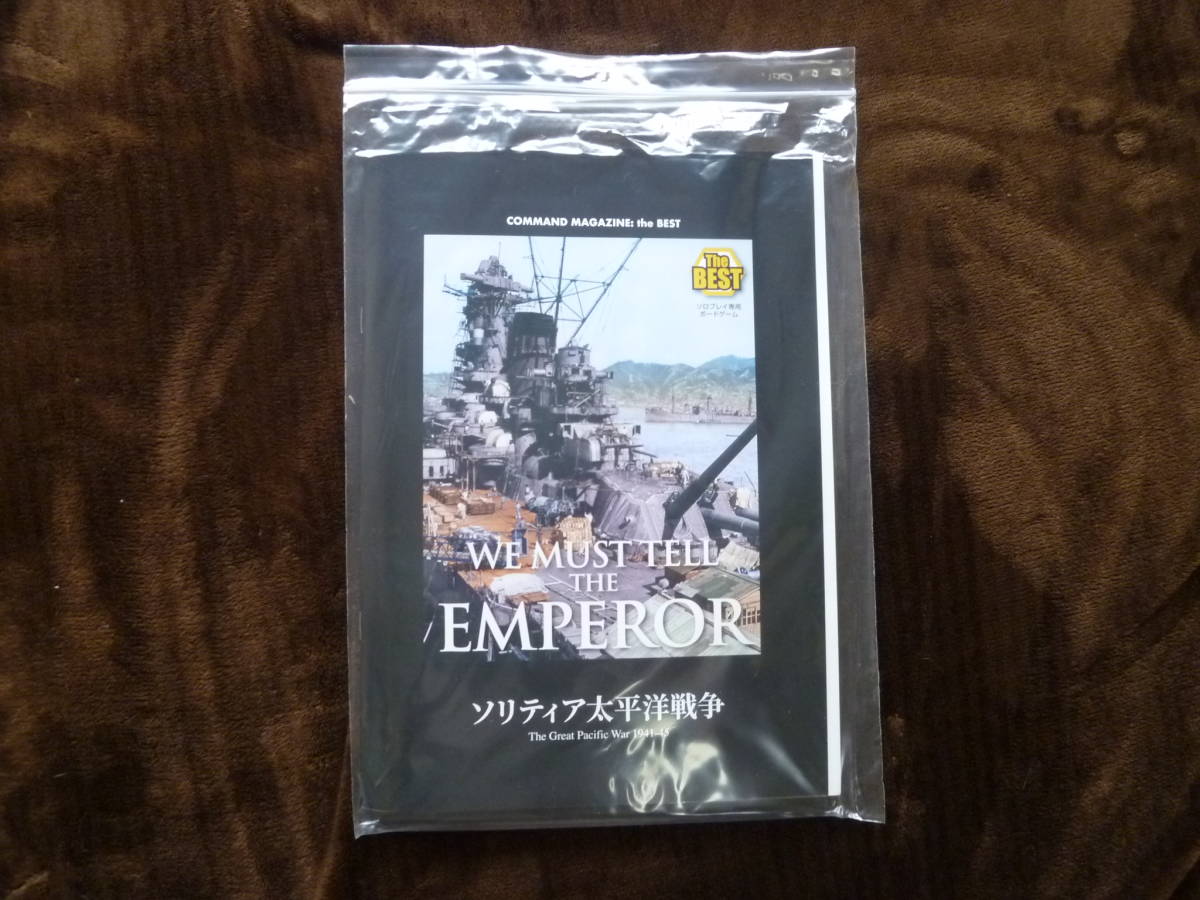 COMMAND MAGAZINE: the BEST
The
BEST
ソロプレイ専用
ボードゲーム
WE MUST TELL
THE
EMPEROR
ソリティア太平洋戦争
The Great Pacific War 1941-45